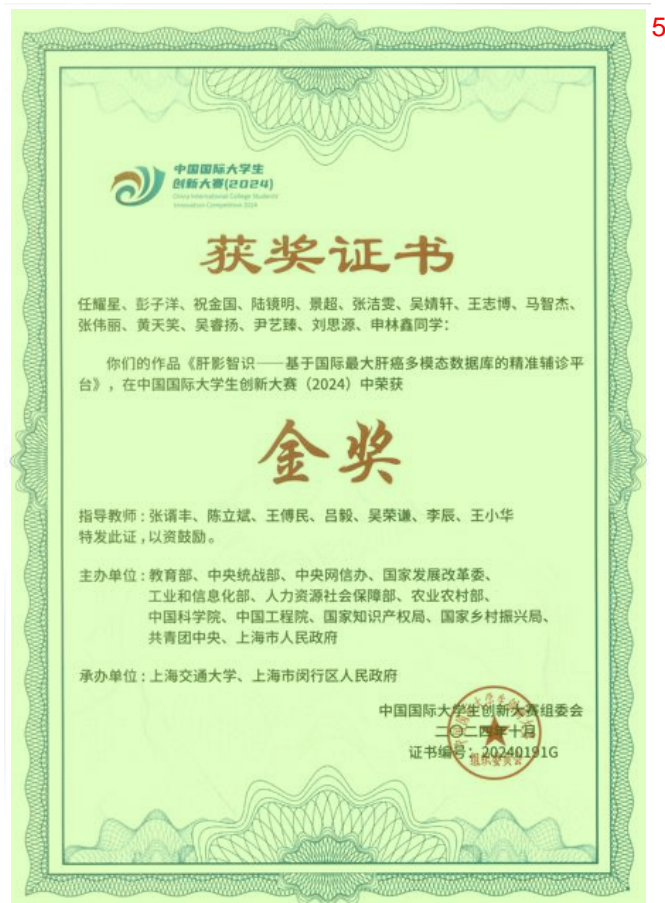 5
中国国际大学生
创新大赛(2024)
China International College Students'
Innovation Competition 2024
获奖证书
任耀星、彭子洋、祝金国、陆镜明、景超、张洁雯、吴婧轩、王志博、马智杰、
张伟丽、黄天笑、吴睿扬、尹艺臻、刘思源、申林鑫同学：
你们的作品《肝影智识——基于国际最大肝癌多模态数据库的精准辅诊平
台》，在中国国际大学生创新大赛（2024）中荣获
金奖
指导教师：张谞丰、陈立斌、王傅民、吕毅、吴荣谦、李辰、王小华
特发此证，以资鼓励。
主办单位：教育部、中央统战部、中央网信办、国家发展改革委、
工业和信息化部、人力资源社会保障部、农业农村部、
中国科学院、中国工程院、国家知识产权局、国家乡村振兴局、
共青团中央、上海市人民政府
承办单位：上海交通大学、上海市闵行区人民政府
中国国际大学生创新大赛组委会
二〇二四年十月
证书编号：20240191G
组织委员会